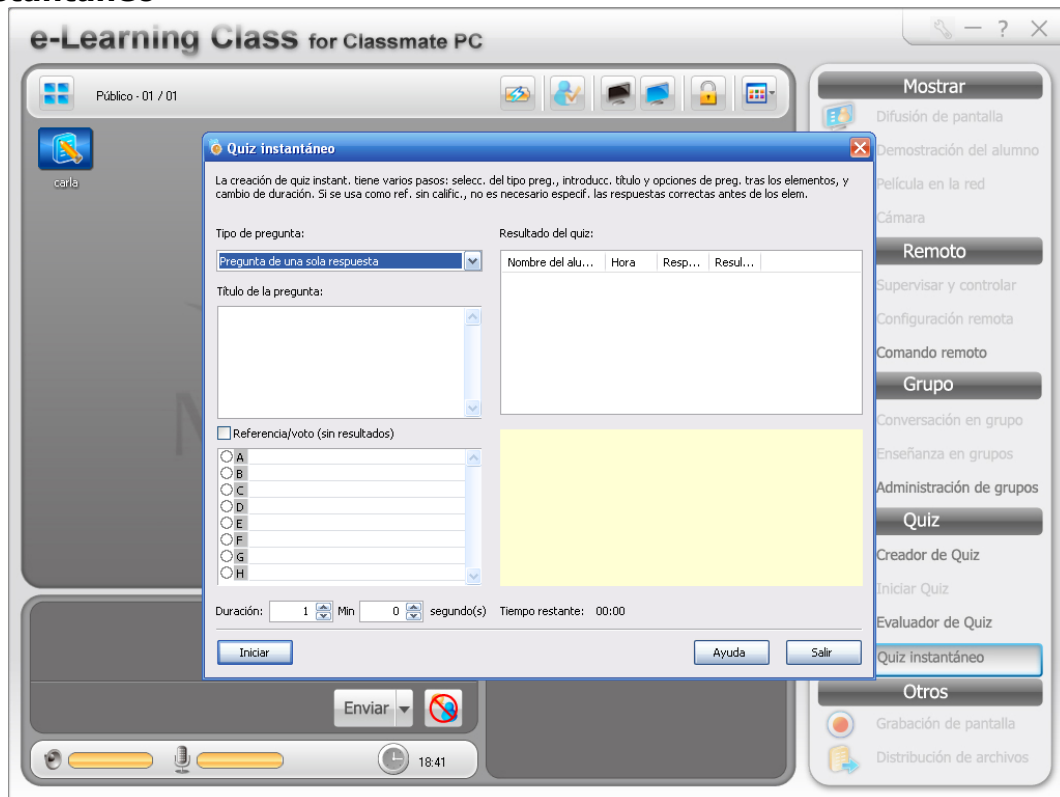 e-Learning Class for Classmate PC
?
Público - 01 / 01
carla
Quiz instantáneo
La creación de quiz instant. tiene varios pasos: selecc. del tipo preg., introducc. título y opciones de preg. tras los elementos, y
cambio de duración. Si se usa como ref. sin calific., no es necesario especif. las respuestas correctas antes de los elem.
Tipo de pregunta:
Pregunta de una sola respuesta
Título de la pregunta:
Referencia/voto (sin resultados)
A
B
C
D
E
F
G
H
Duración: 1 Min 0 segundo(s)
Iniciar
Resultado del quiz:
Nombre del alu... Hora Resp... Resul...
Tiempo restante: 00:00
Ayuda Salir
Enviar
18:41
Mostrar
Difusión de pantalla
Demostración del alumno
Película en la red
Cámara
Remoto
Supervisar y controlar
Configuración remota
Comando remoto
Grupo
Conversación en grupo
Enseñanza en grupos
Administración de grupos
Quiz
Creador de Quiz
Iniciar Quiz
Evaluador de Quiz
Quiz instantáneo
Otros
Grabación de pantalla
Distribución de archivos